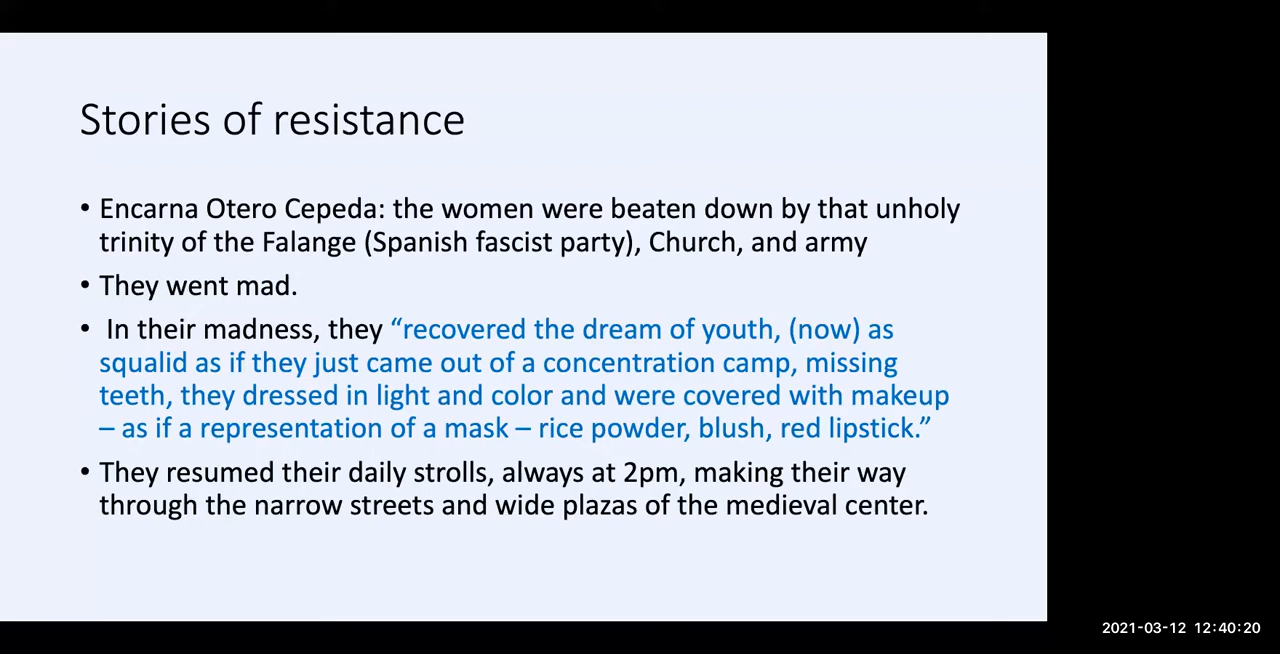 Stories of resistance
• Encarna Otero Cepeda: the women were beaten down by that unholy
trinity of the Falange (Spanish fascist party), Church, and army
• They went mad.
• In their madness, they “recovered the dream of youth, (now) as
squalid as if they just came out of a concentration camp, missing
teeth, they dressed in light and color and were covered with makeup
– as if a representation of a mask – rice powder, blush, red lipstick.”
• They resumed their daily strolls, always at 2pm, making their way
through the narrow streets and wide plazas of the medieval center.
2021-03-12 12:40:20